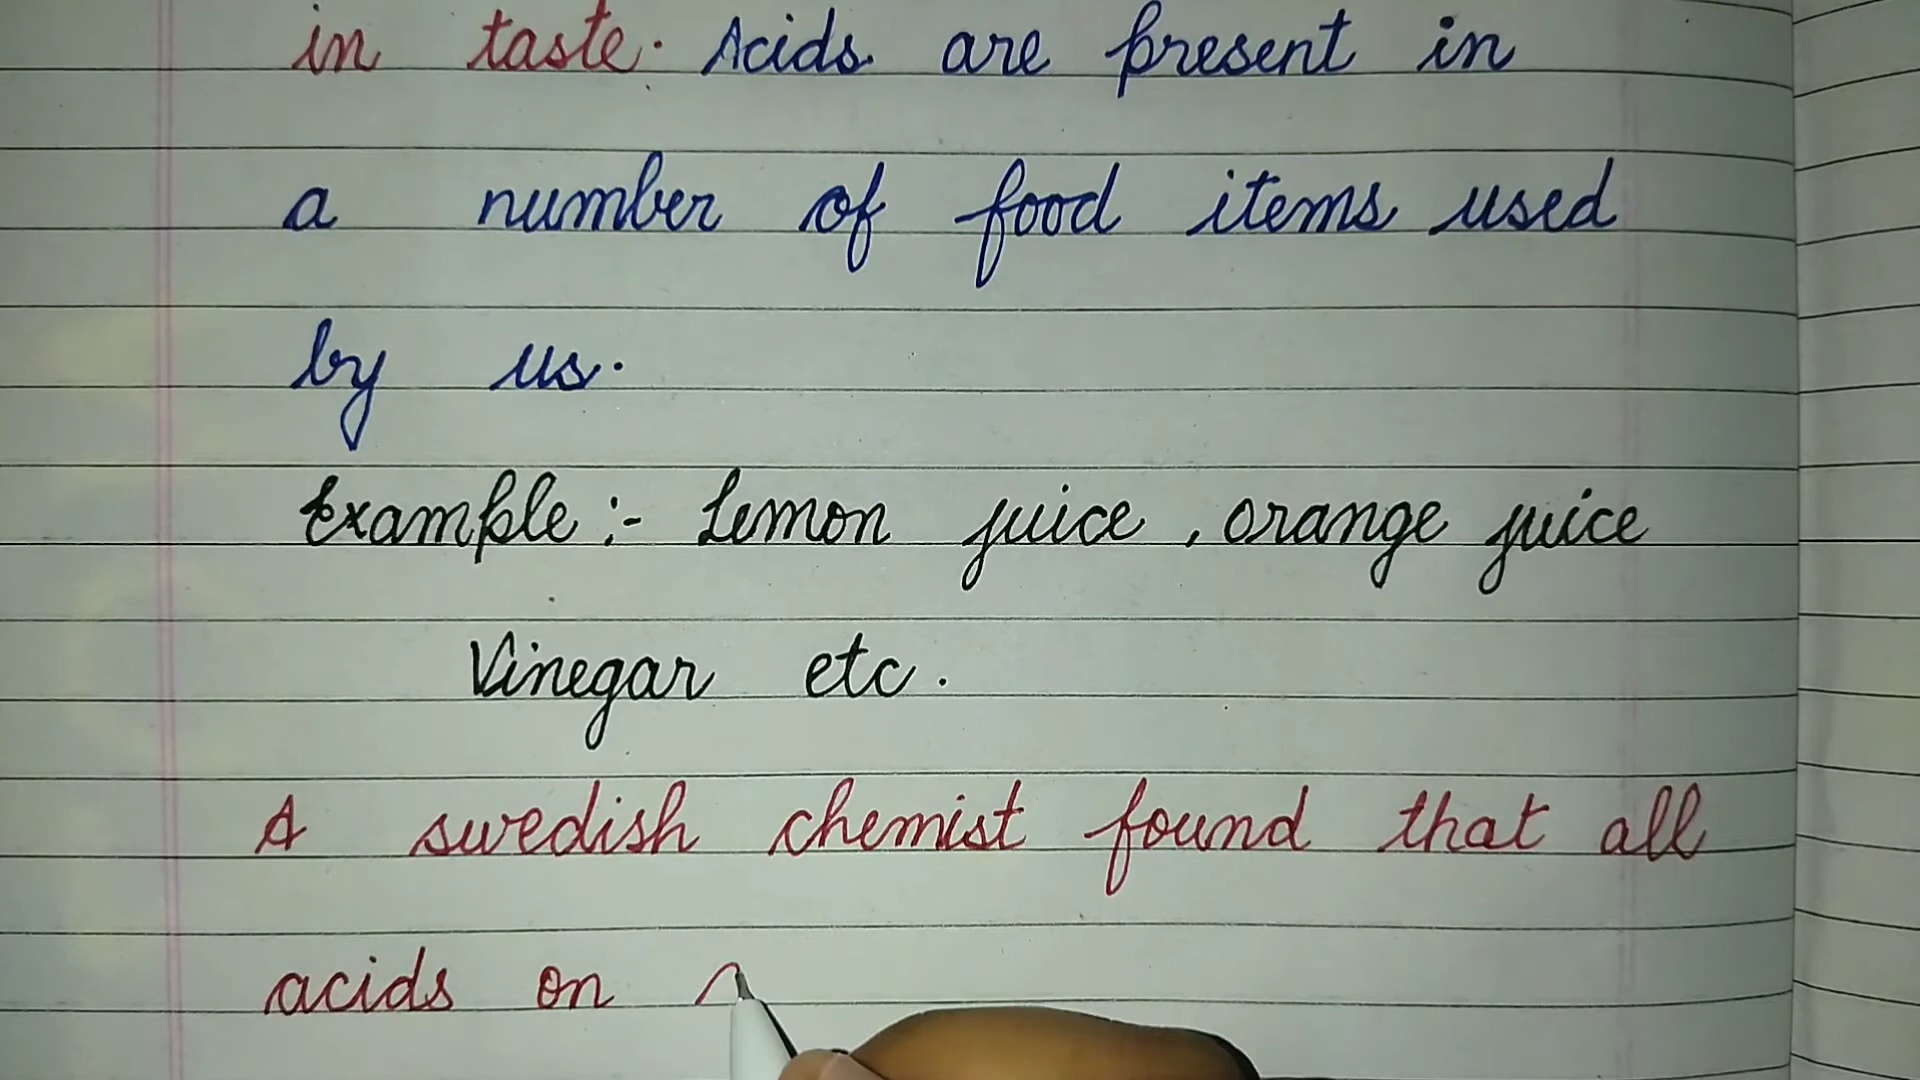 in taste. Acids are present in
a number of food items used
by us.
Example :- Lemon juice , orange juice
Vinegar etc.
A swedish chemist found that all
acids on